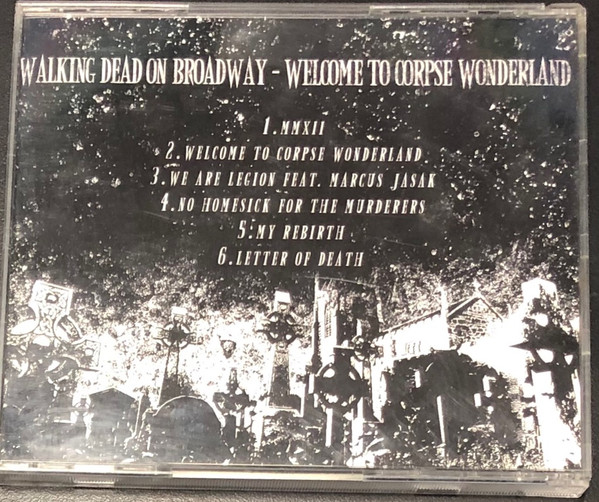 WALKING DEAD ON BROADWAY - WELCOME TO CORPSE WONDERLAND
1.MMXII
2.WELCOME TO CORPSE WONDERLAND
3.WE ARE LEGION FEAT. MARCUS JASAK
4.NO HOMESICK FOR THE MURDERERS
5.MY REBIRTH
6.LETTER OF DEATH